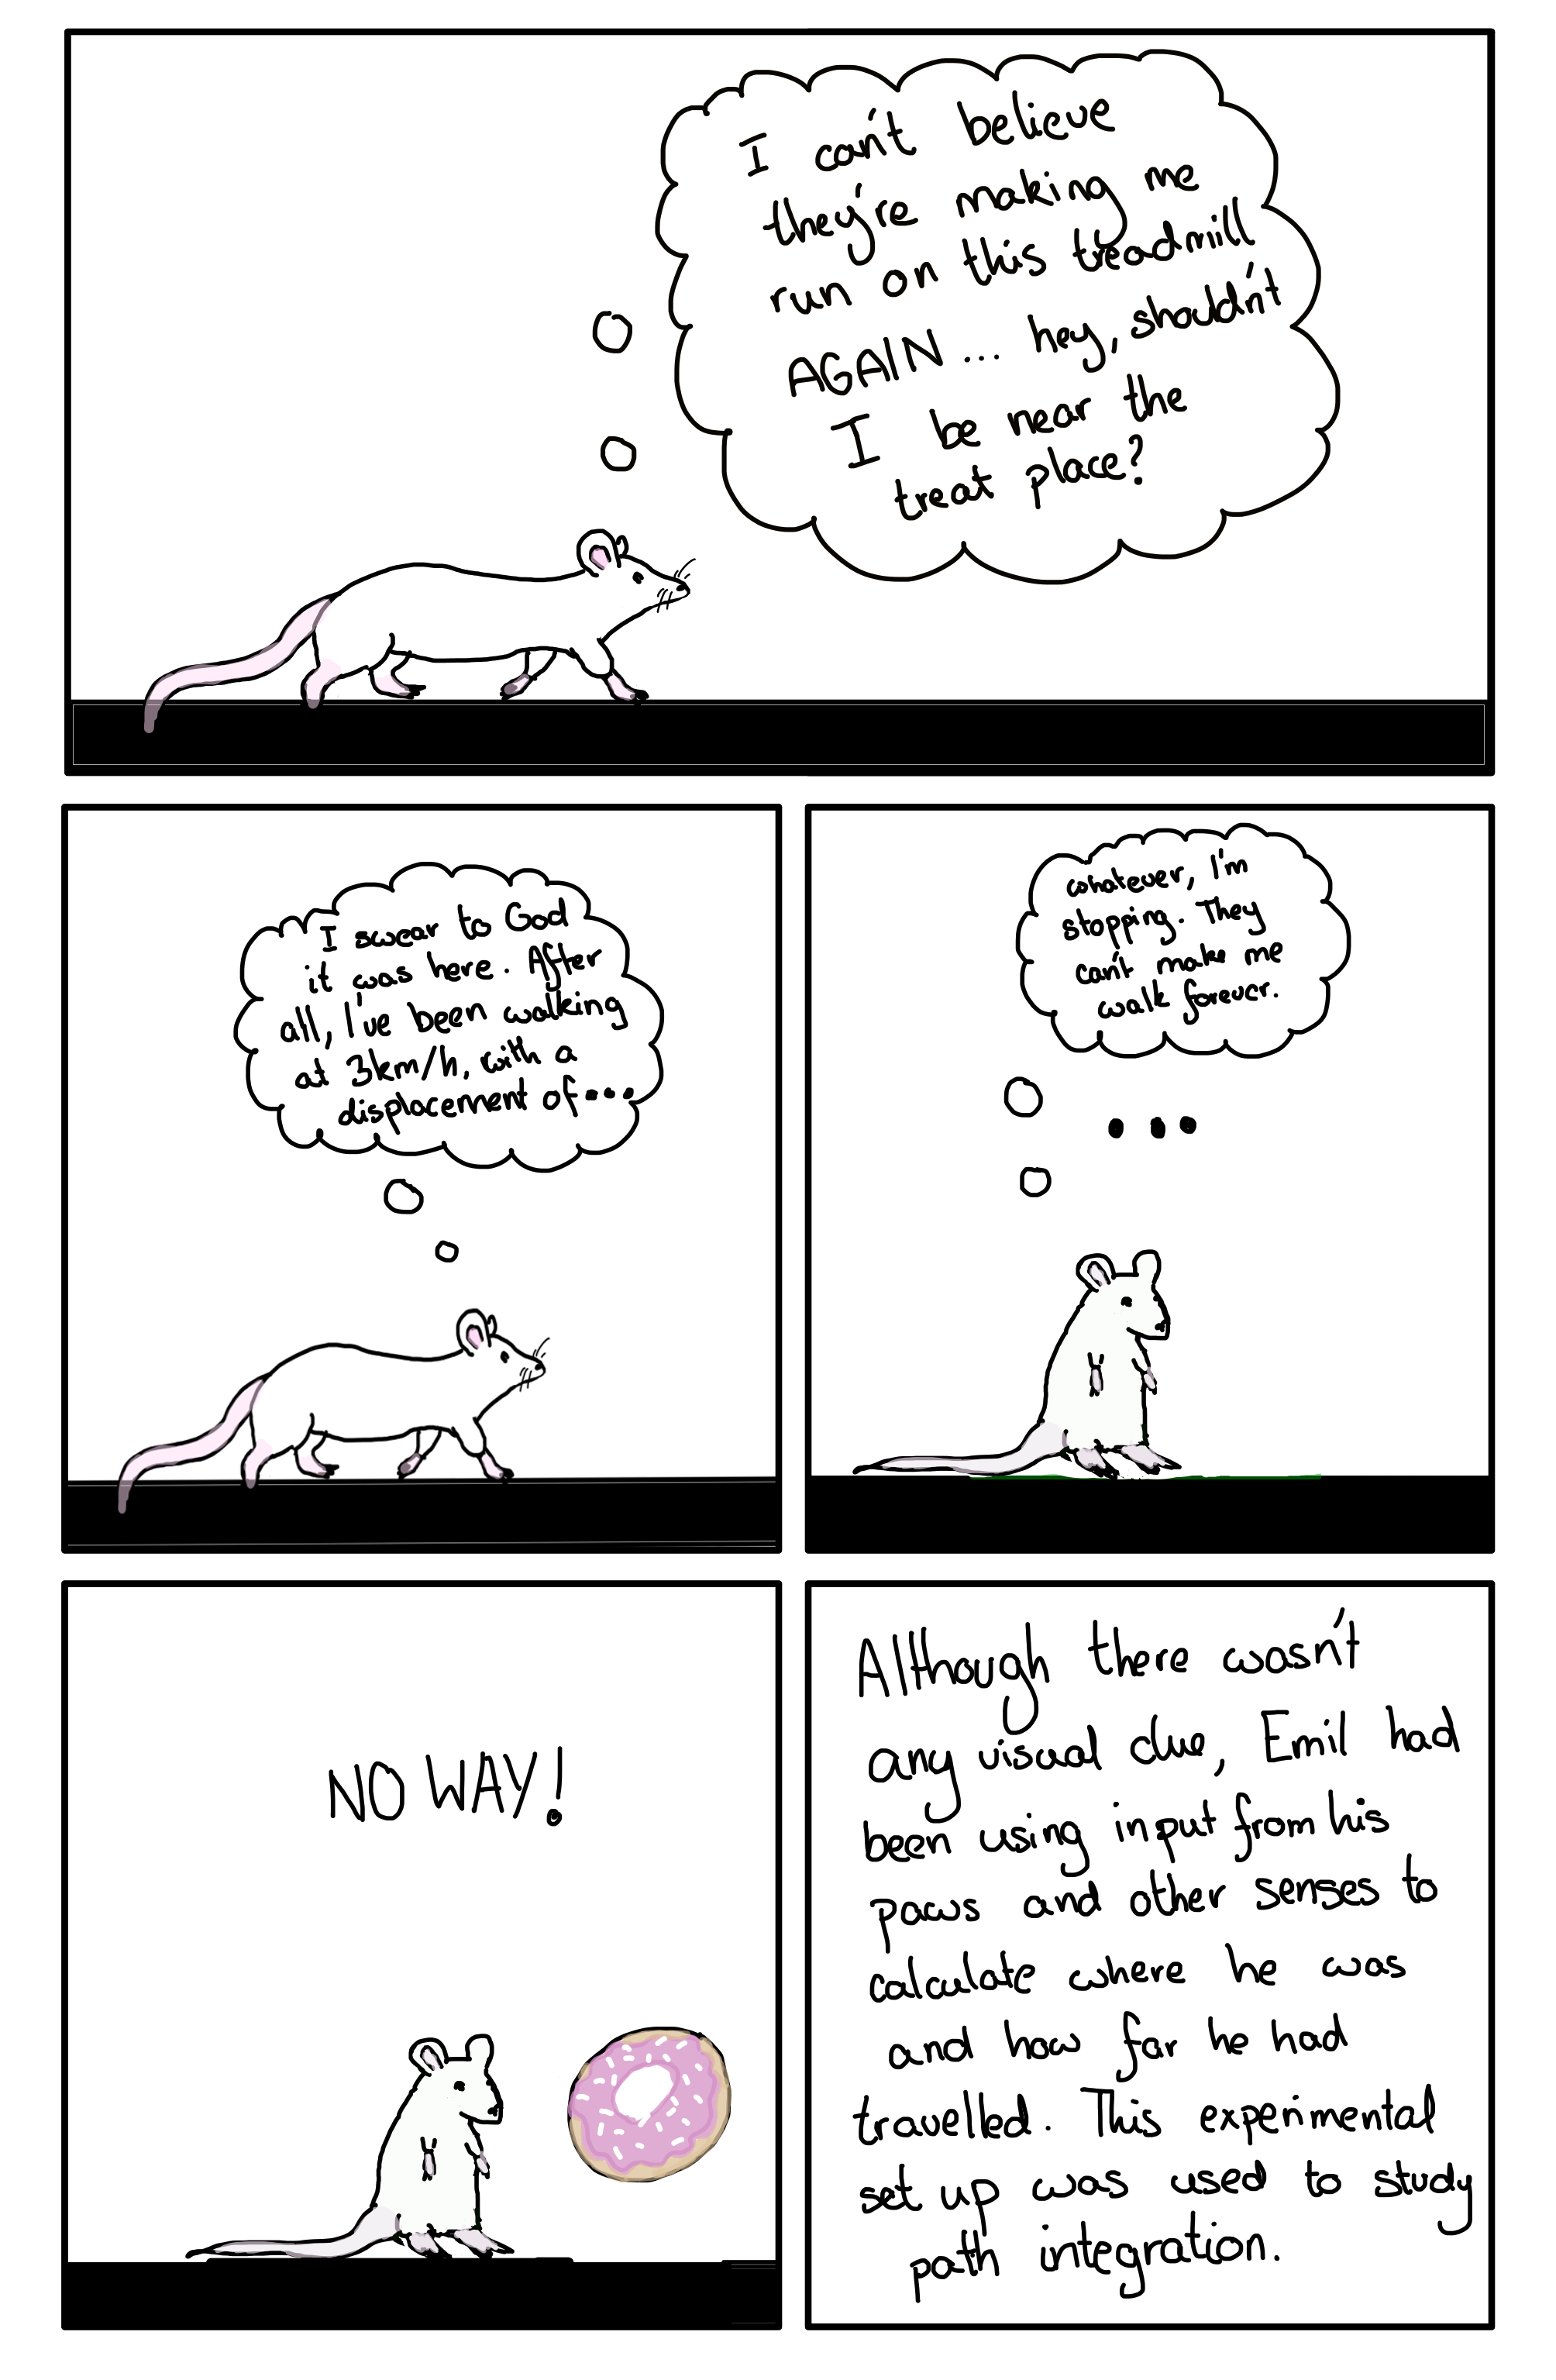 I can't believe
they're making me
run on this treadmill
AGAIN ... hey, shouldn't
I be near the
treat place?
I swear to God
it was here. After
all, I've been walking
at 3km/h, with a
displacement of...
whatever, I'm
stopping. They
can't make me
walk forever.
...
NO WAY!
Although there wasn't
any visual clue, Emil had
been using input from his
paws and other senses to
calculate where he was
and how far he had
travelled. This experimental
set up was used to study
path integration.